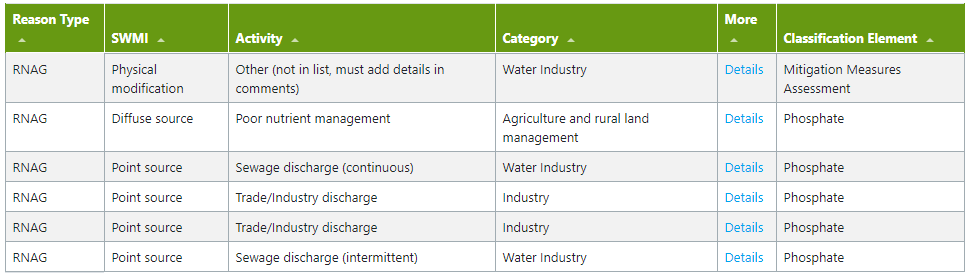 Reason Type SWMI Activity Category More Classification Element
RNAG Physical modification Other (not in list, must add details in comments) Water Industry Details Mitigation Measures Assessment
RNAG Diffuse source Poor nutrient management Agriculture and rural land management Details Phosphate
RNAG Point source Sewage discharge (continuous) Water Industry Details Phosphate
RNAG Point source Trade/Industry discharge Industry Details Phosphate
RNAG Point source Trade/Industry discharge Industry Details Phosphate
RNAG Point source Sewage discharge (intermittent) Water Industry Details Phosphate